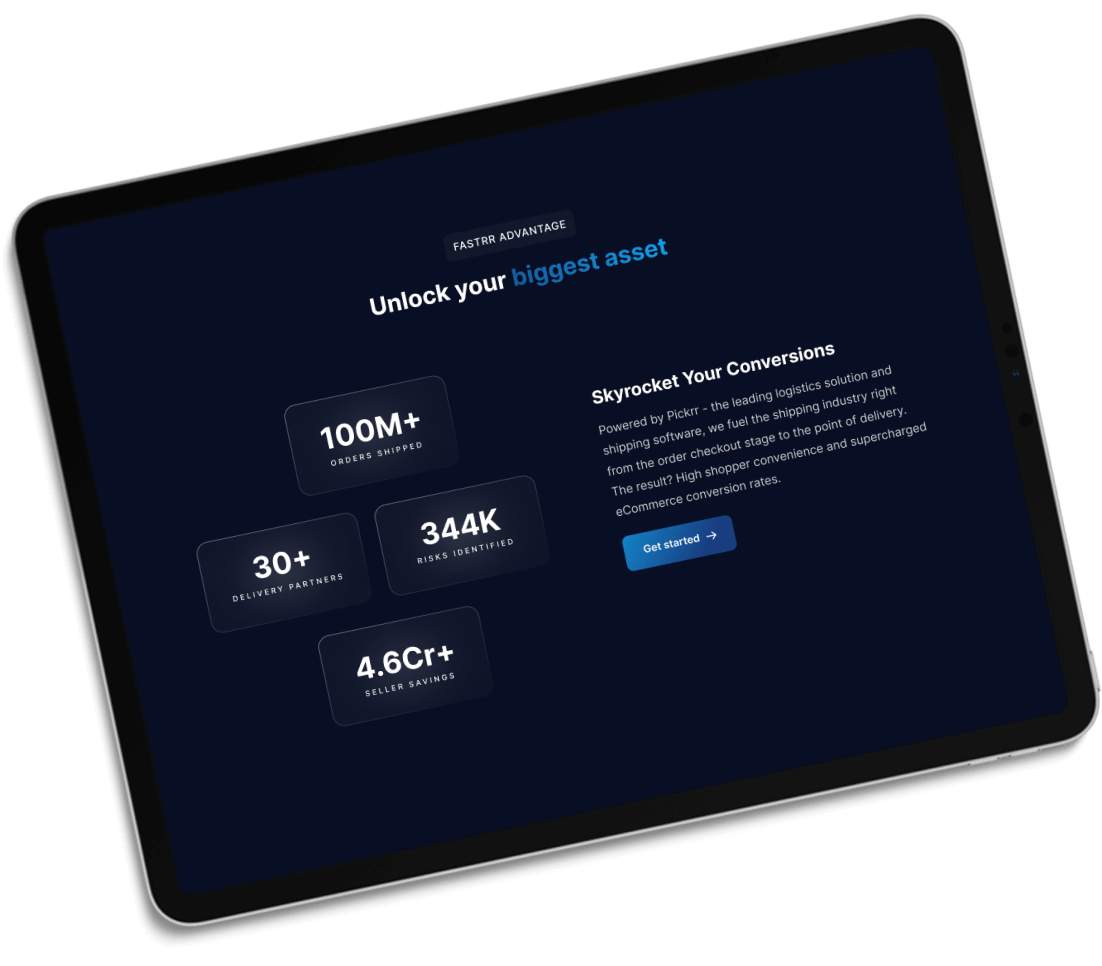 FASTRR ADVANTAGE
Unlock your biggest asset
100M+
ORDERS SHIPPED
30+
DELIVERY PARTNERS
344K
RISKS IDENTIFIED
4.6Cr+
SELLER SAVINGS
Skyrocket Your Conversions
Powered by Pickrr - the leading logistics solution and
shipping software, we fuel the shipping industry right
from the order checkout stage to the point of delivery.
The result? High shopper convenience and supercharged
eCommerce conversion rates.
Get started →